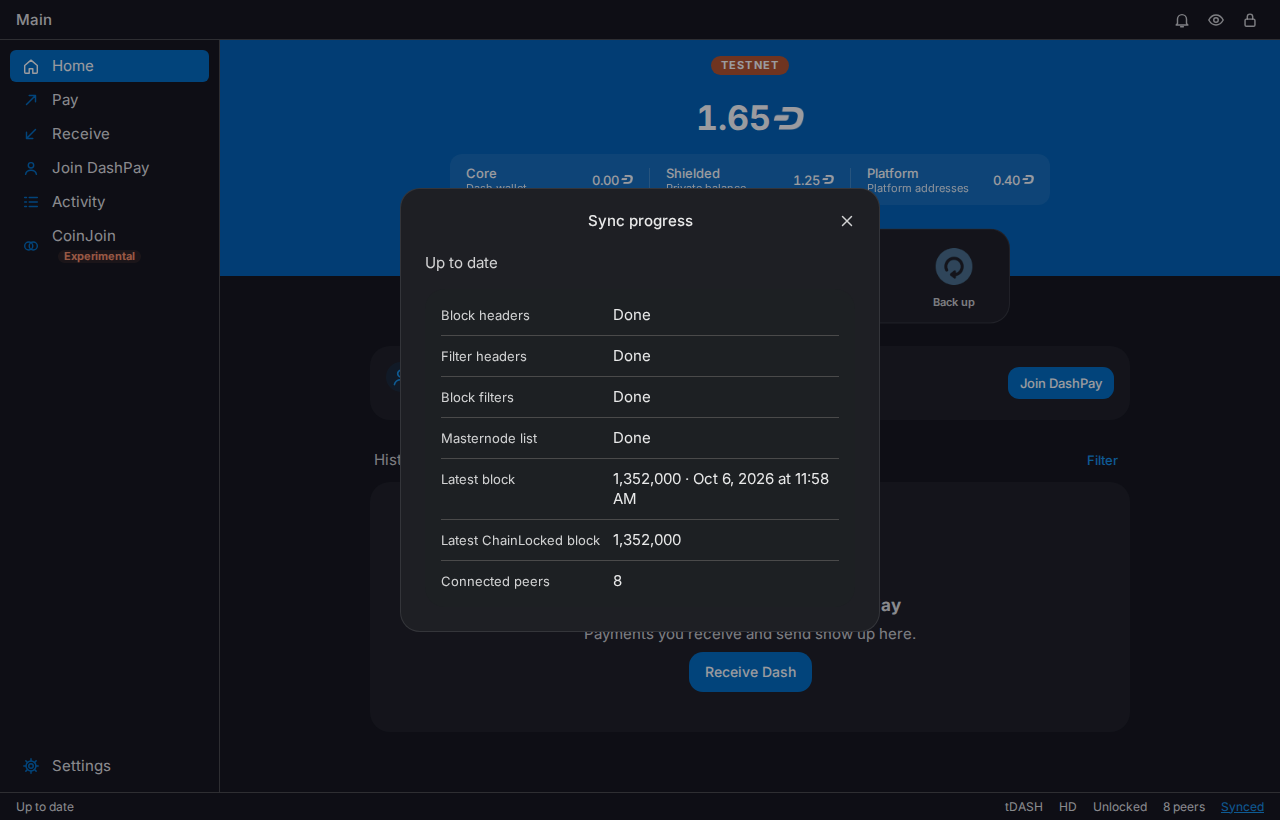 Main
Home
Pay
Receive
Join DashPay
Activity
CoinJoin
Experimental
Settings
TESTNET
1.65
Core
Dash wallet
0.00
Shielded
Private balance
1.25
Platform
Platform addresses
0.40
Back up
Join DashPay
Filter
Sync progress
Up to date
Block headers Done
Filter headers Done
Block filters Done
Masternode list Done
Latest block 1,352,000 · Oct 6, 2026 at 11:58
AM
Latest ChainLocked block 1,352,000
Connected peers 8
Payments you receive and send show up here.
Receive Dash
Up to date
tDASH HD Unlocked 8 peers Synced